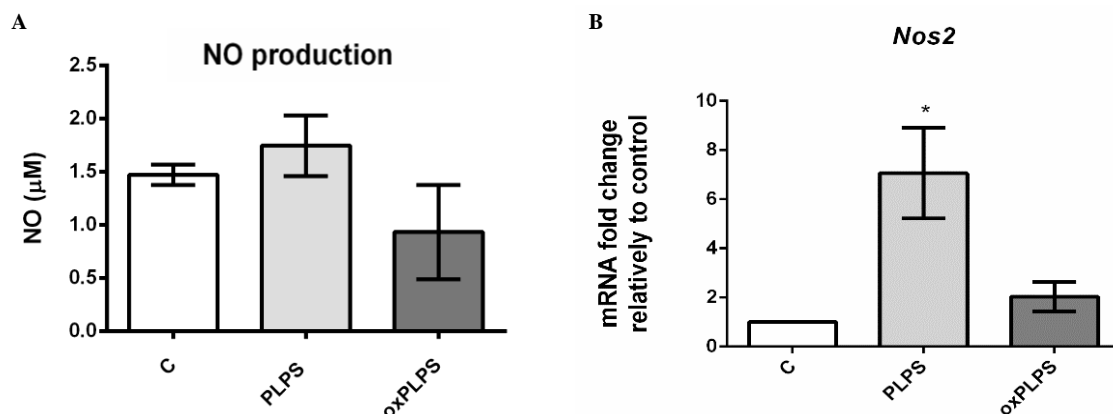 A
NO production
NO (μM)
2.5
2.0
1.5
1.0
0.5
0.0
C
PLPS
oxPLPS
B
Nos2
mRNA fold change
relatively to control
10
8
6
4
2
0
*
C
PLPS
oxPLPS